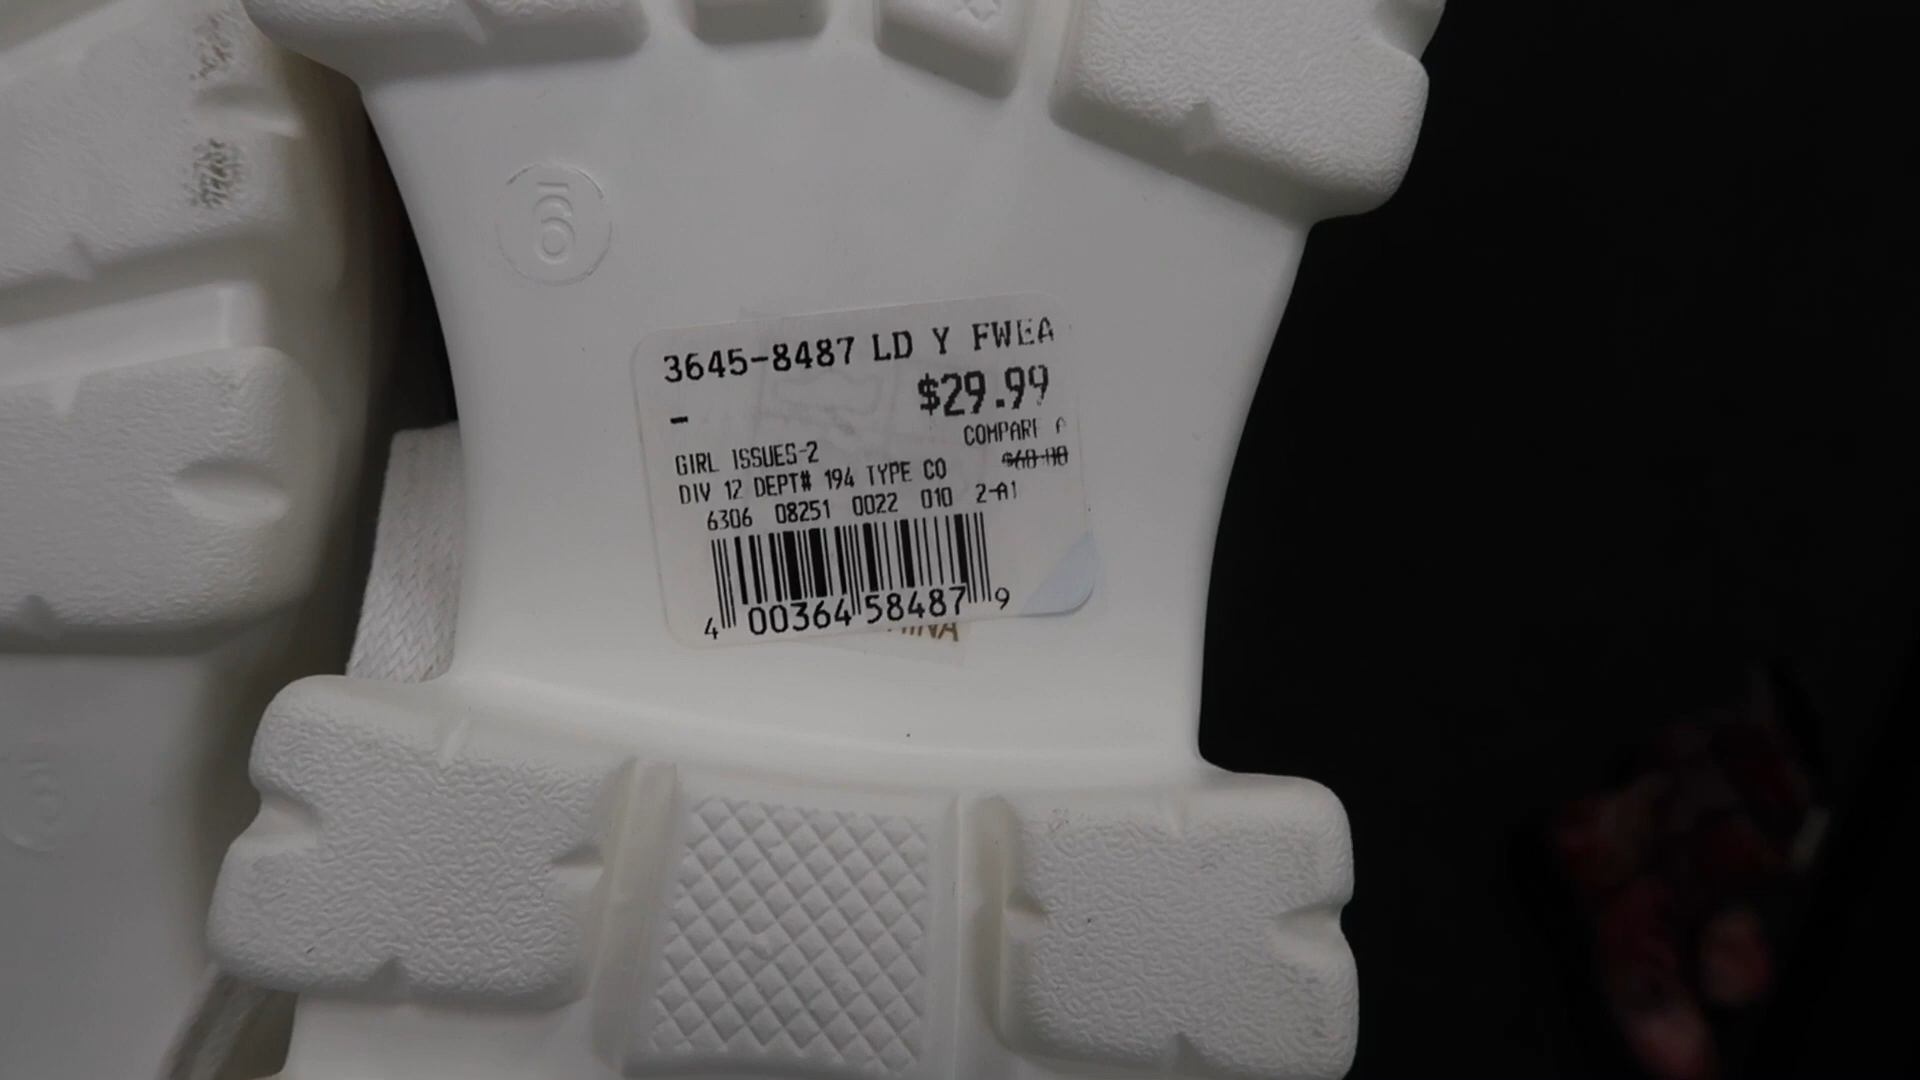 6
3645-8487 LD Y FWEA
$29.99
-
COMPARE A
GIRL ISSUES-2
DIV 12 DEPT# 194 TYPE CO
6306 08251 0022 010 2-A1
4 00364 58487 9